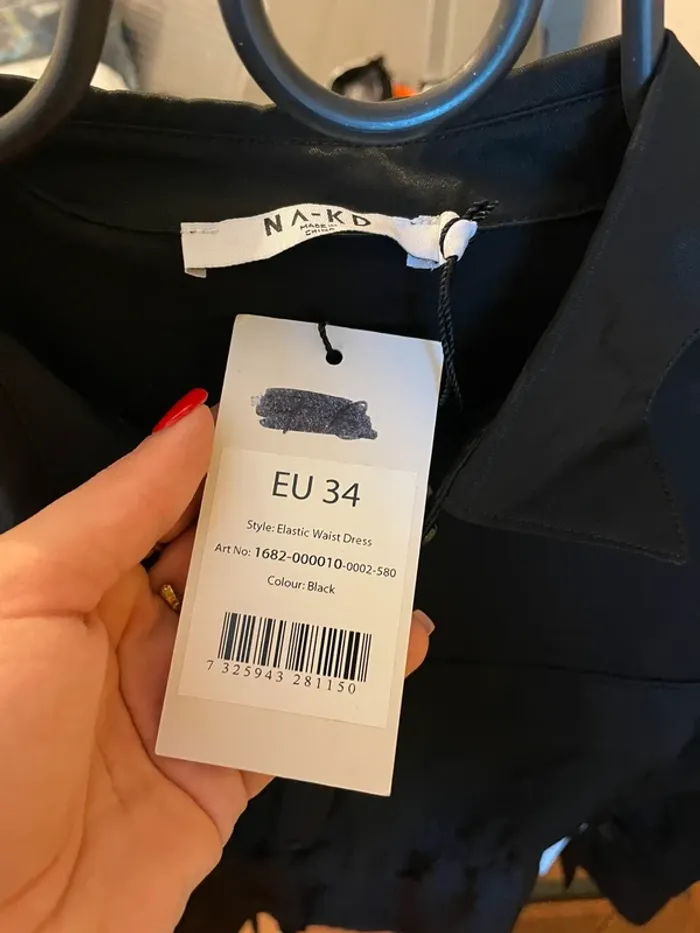 NA-KD
MADE IN
CHINA
EU 34
Style: Elastic Waist Dress
Art No: 1682-000010-0002-580
Colour: Black
7 325943 281150